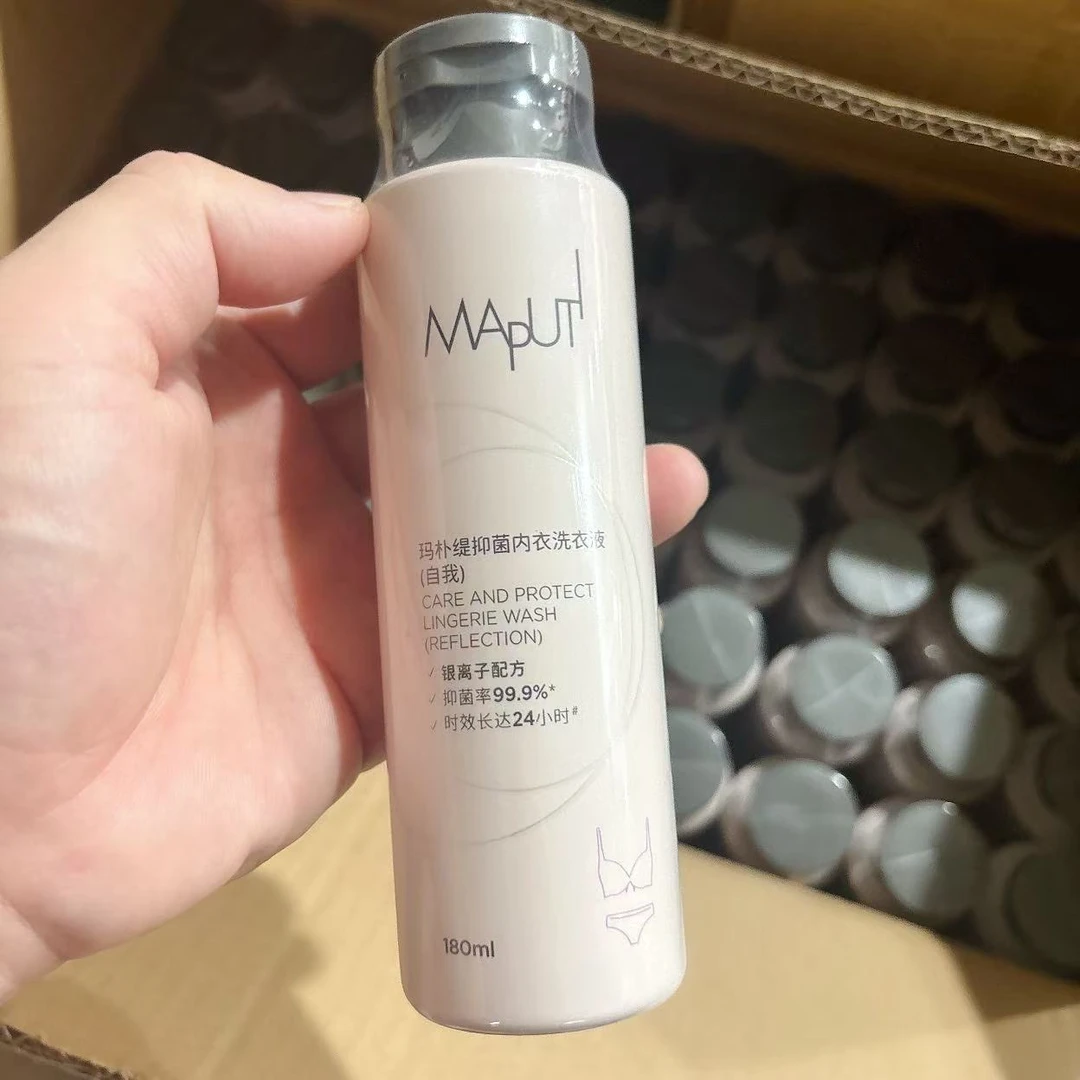 MApUTI
玛朴缇抑菌内衣洗衣液
(自我)
CARE AND PROTECT
LINGERIE WASH
(REFLECTION)
✓ 银离子配方
✓ 抑菌率99.9%*
✓ 时效长达24小时#
180ml